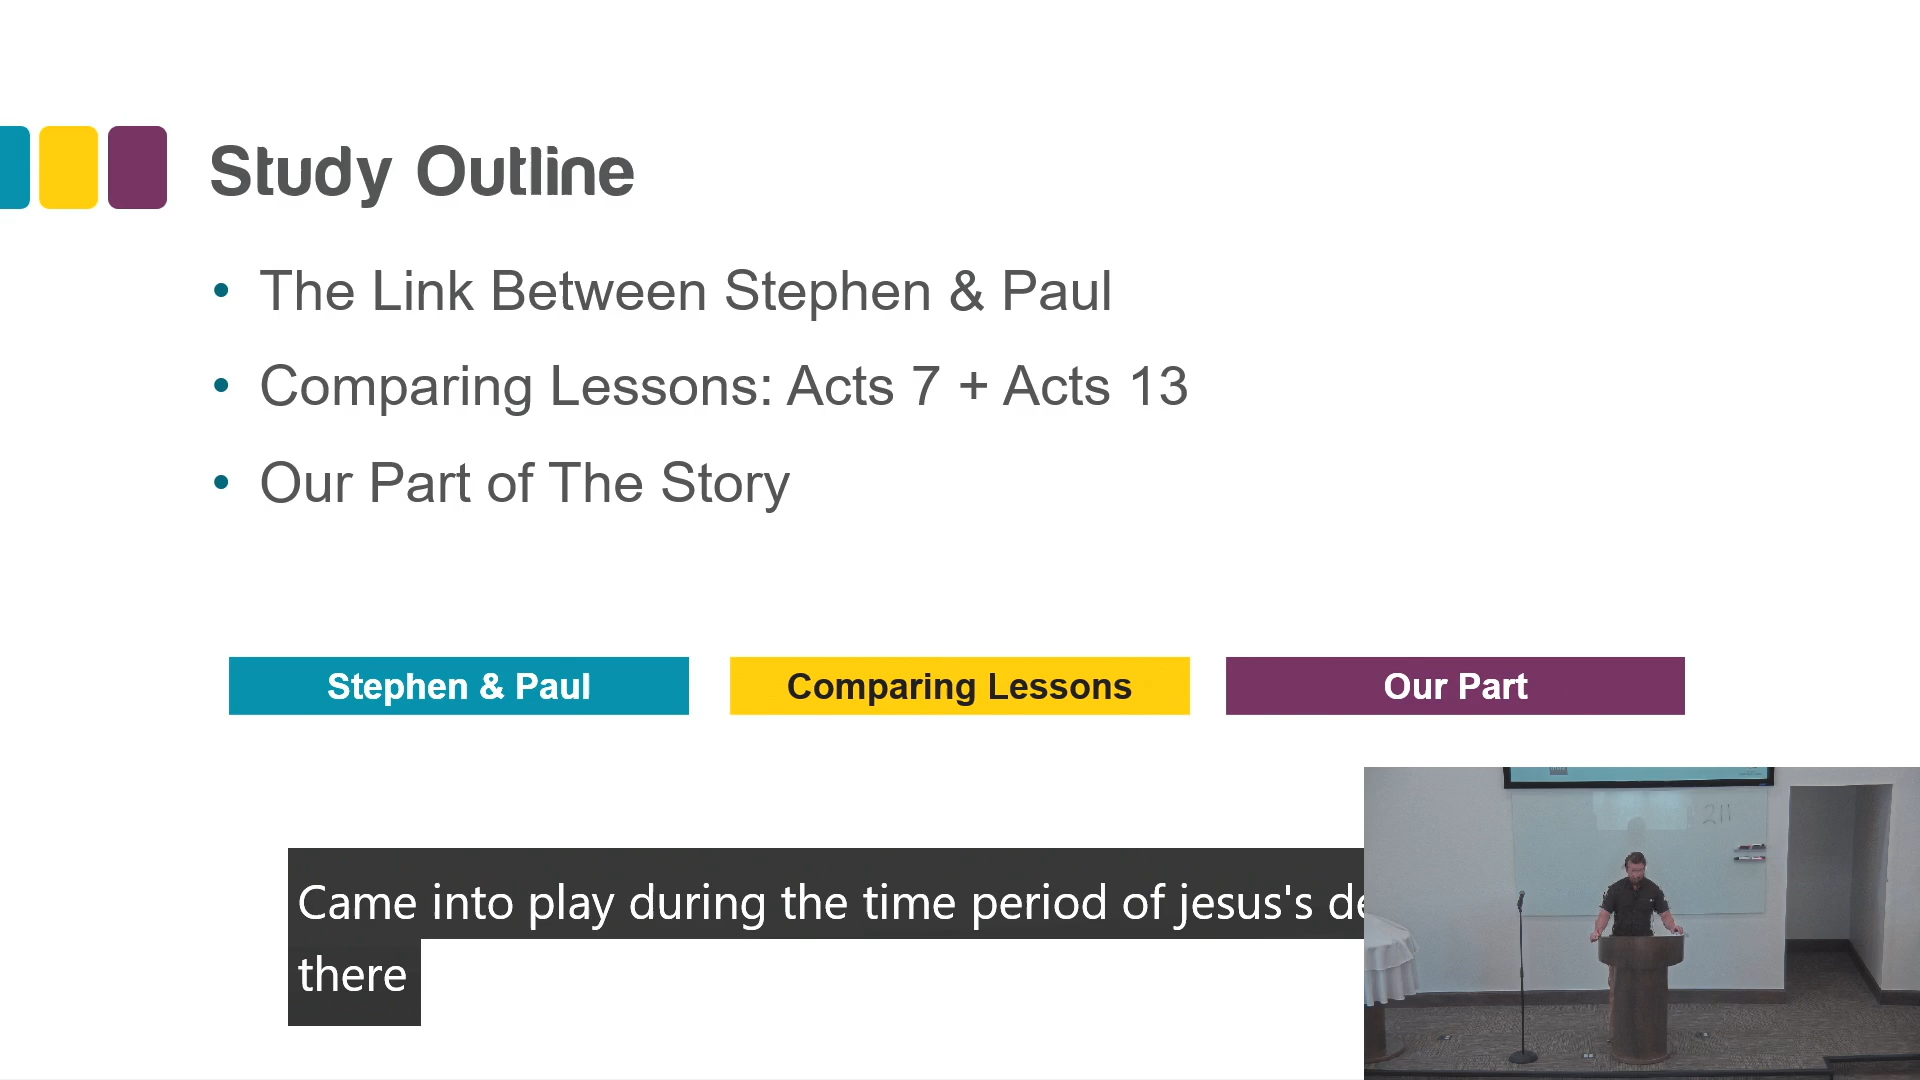 Study Outline
• The Link Between Stephen & Paul
• Comparing Lessons: Acts 7 + Acts 13
• Our Part of The Story
Stephen & Paul
Comparing Lessons
Our Part
Came into play during the time period of jesus's
there
211